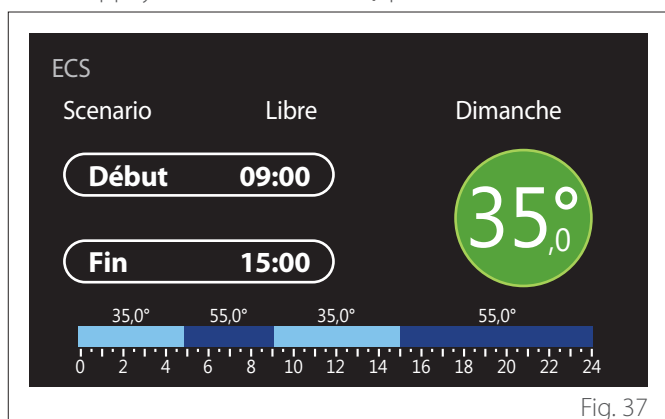 ECS
Scenario Libre Dimanche
Début 09:00
35,0°
Fin 15:00
35,0° 55,0° 35,0° 55,0°
0 2 4 6 8 10 12 14 16 18 20 22 24
Fig. 37